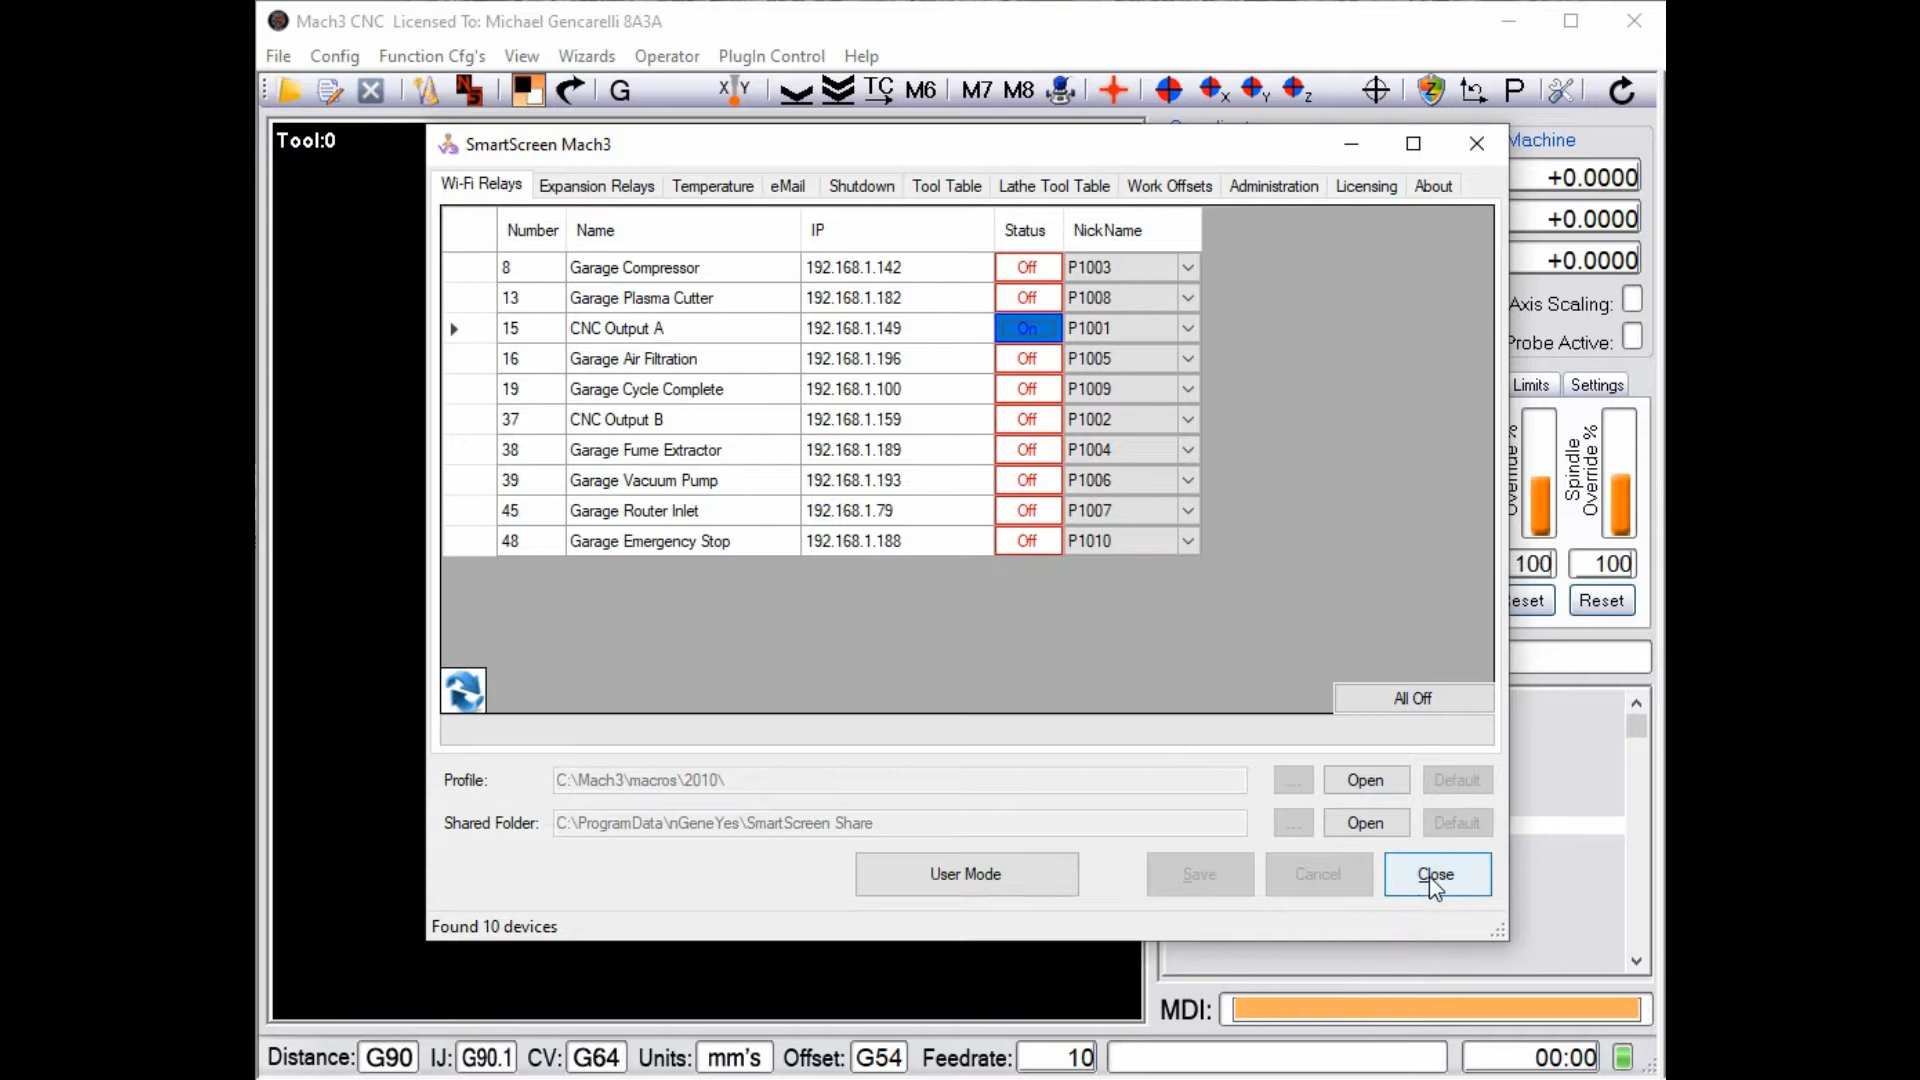 Mach3 CNC  Licensed To: Michael Gencarelli 8A3A
File Config Function Cfg's View Wizards Operator PlugIn Control Help
G XY TC M6 M7 M8 X Y Z P
Tool:0
Machine
+0.0000
+0.0000
+0.0000
Axis Scaling:
Probe Active:
Limits Settings
Override %
Spindle Override %
100 100
eset Reset
SmartScreen Mach3
Wi-Fi Relays Expansion Relays Temperature eMail Shutdown Tool Table Lathe Tool Table Work Offsets Administration Licensing About
Number Name IP Status NickName
8 Garage Compressor 192.168.1.142 Off P1003
13 Garage Plasma Cutter 192.168.1.182 Off P1008
15 CNC Output A 192.168.1.149 On P1001
16 Garage Air Filtration 192.168.1.196 Off P1005
19 Garage Cycle Complete 192.168.1.100 Off P1009
37 CNC Output B 192.168.1.159 Off P1002
38 Garage Fume Extractor 192.168.1.189 Off P1004
39 Garage Vacuum Pump 192.168.1.193 Off P1006
45 Garage Router Inlet 192.168.1.79 Off P1007
48 Garage Emergency Stop 192.168.1.188 Off P1010
All Off
Profile: C:\Mach3\macros\2010\ ... Open Default
Shared Folder: C:\ProgramData\nGeneYes\SmartScreen Share ... Open Default
User Mode Save Cancel Close
Found 10 devices
MDI:
Distance: G90 IJ: G90.1 CV: G64 Units: mm's Offset: G54 Feedrate: 10 00:00